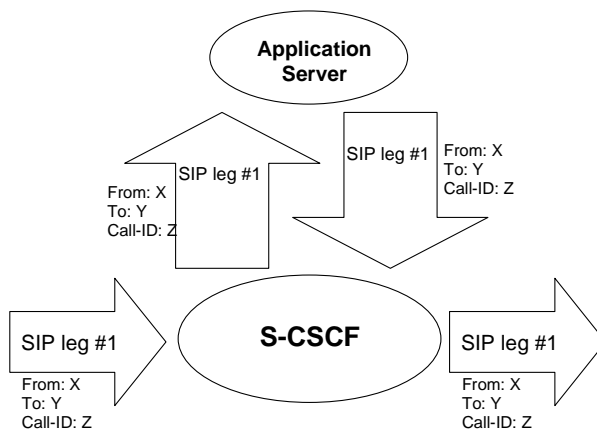 Application
Server
SIP leg #1
From: X
To: Y
Call-ID: Z
SIP leg #1
From: X
To: Y
Call-ID: Z
S-CSCF
SIP leg #1
From: X
To: Y
Call-ID: Z
SIP leg #1
From: X
To: Y
Call-ID: Z